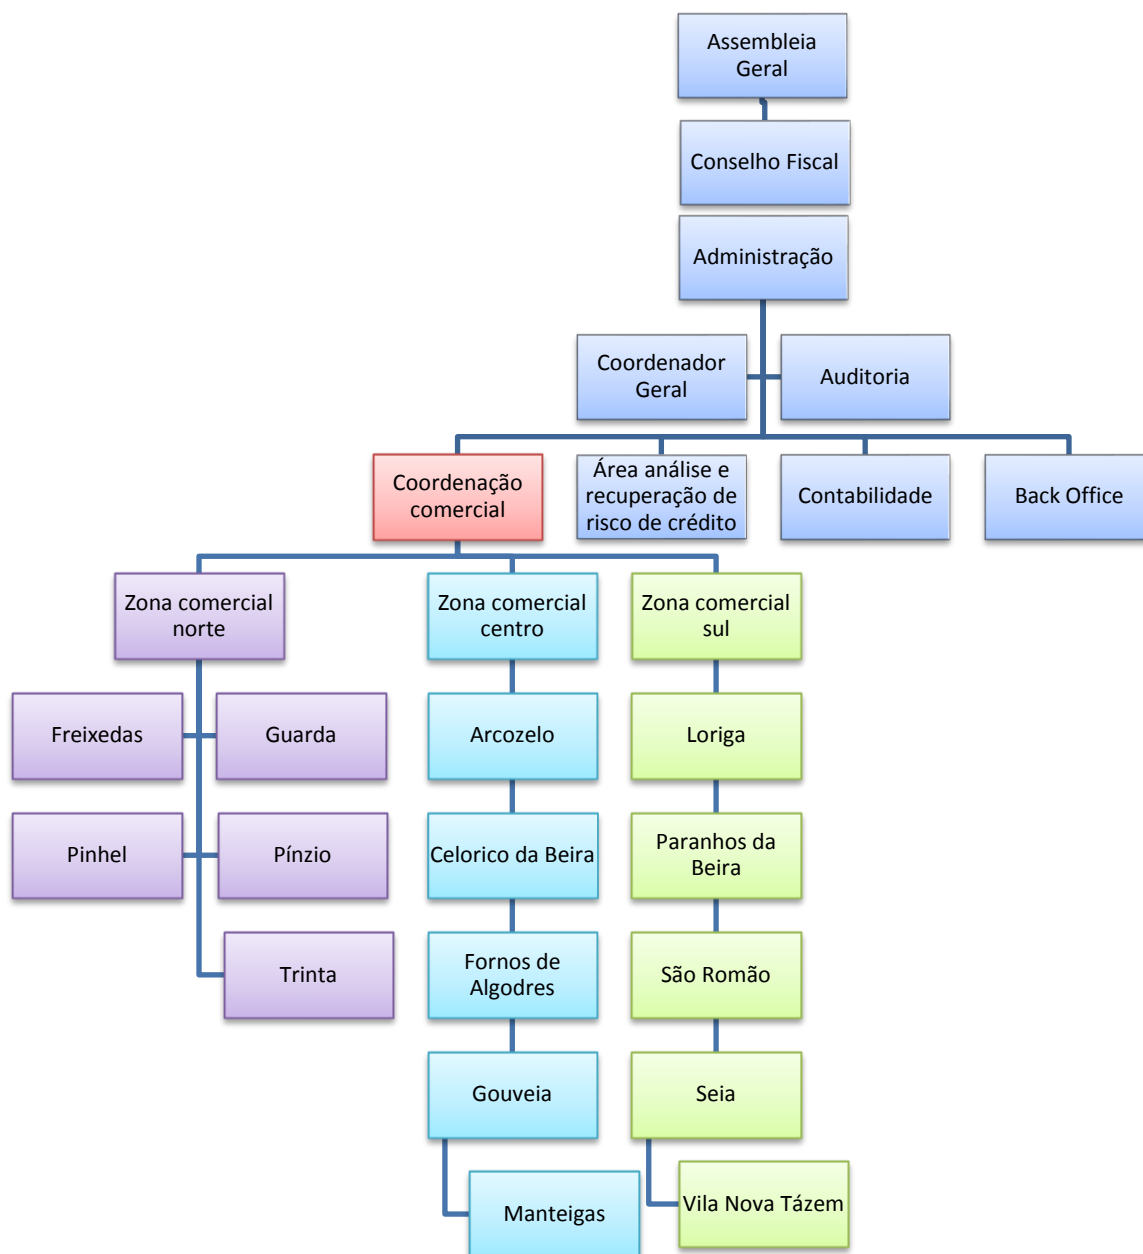 Assembleia
Geral
Conselho Fiscal
Administração
Coordenador
Geral
Auditoria
Coordenação
comercial
Área análise e
recuperação de
risco de crédito
Contabilidade
Back Office
Zona comercial
norte
Zona comercial
centro
Zona comercial
sul
Freixedas
Guarda
Arcozelo
Loriga
Pinhel
Pínzio
Celorico da Beira
Paranhos da
Beira
Trinta
Fornos de
Algodres
São Romão
Gouveia
Seia
Manteigas
Vila Nova Tázem